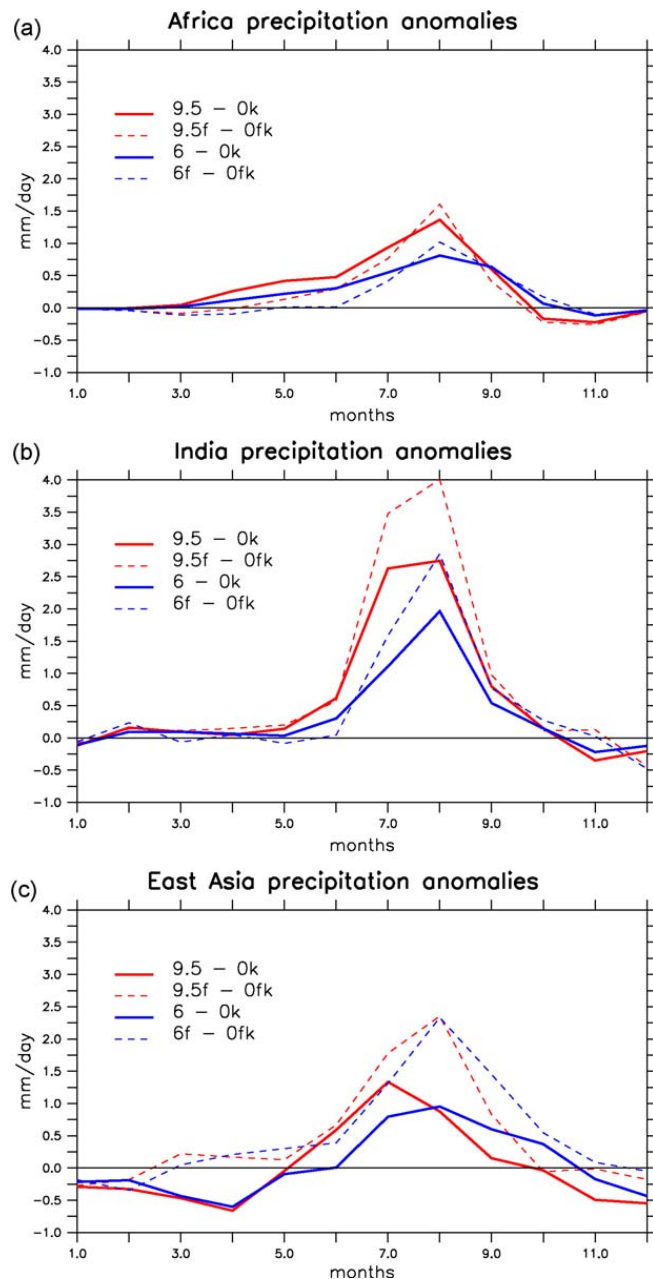 (a)
Africa precipitation anomalies
4.0
3.5
3.0
2.5
2.0
1.5
1.0
0.5
0.0
−0.5
−1.0
mm/day
9.5 − 0k
9.5f − 0fk
6 − 0k
6f − 0fk
1.0 3.0 5.0 7.0 9.0 11.0
months
(b)
India precipitation anomalies
4.0
3.5
3.0
2.5
2.0
1.5
1.0
0.5
0.0
−0.5
−1.0
mm/day
9.5 − 0k
9.5f − 0fk
6 − 0k
6f − 0fk
1.0 3.0 5.0 7.0 9.0 11.0
months
(c)
East Asia precipitation anomalies
4.0
3.5
3.0
2.5
2.0
1.5
1.0
0.5
0.0
−0.5
−1.0
mm/day
9.5 − 0k
9.5f − 0fk
6 − 0k
6f − 0fk
1.0 3.0 5.0 7.0 9.0 11.0
months